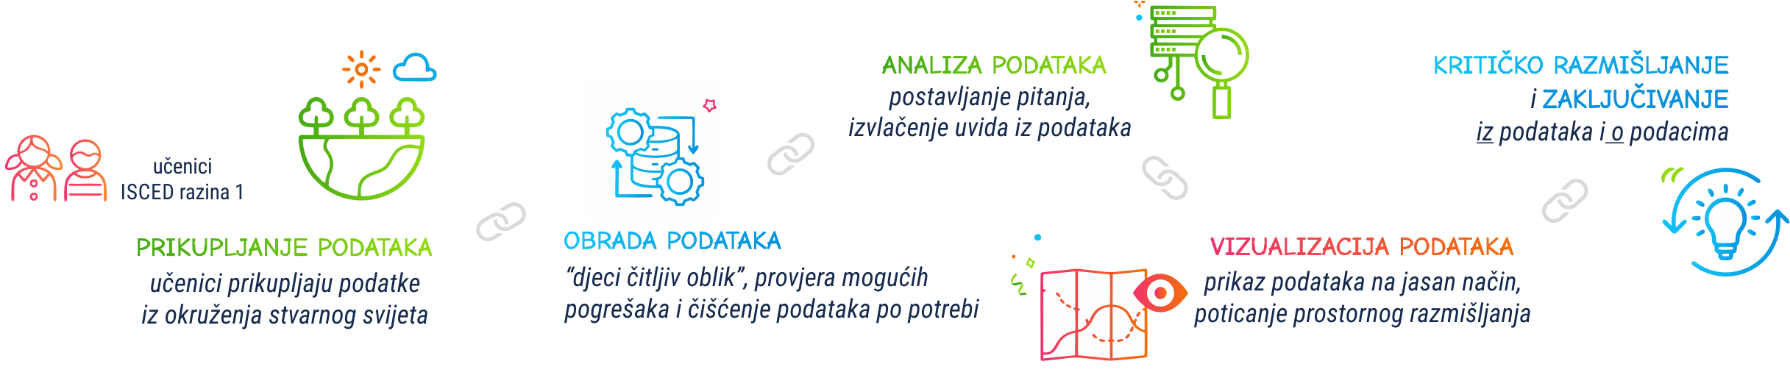 učenici
ISCED razina 1
PRIKUPLJANJE PODATAKA
učenici prikupljaju podatke
iz okruženja stvarnog svijeta
OBRADA PODATAKA
“djeci čitljiv oblik”, provjera mogućih
pogrešaka i čišćenje podataka po potrebi
ANALIZA PODATAKA
postavljanje pitanja,
izvlačenje uvida iz podataka
VIZUALIZACIJA PODATAKA
prikaz podataka na jasan način,
poticanje prostornog razmišljanja
KRITIČKO RAZMIŠLJANJE
i ZAKLJUČIVANJE
iz podataka i o podacima